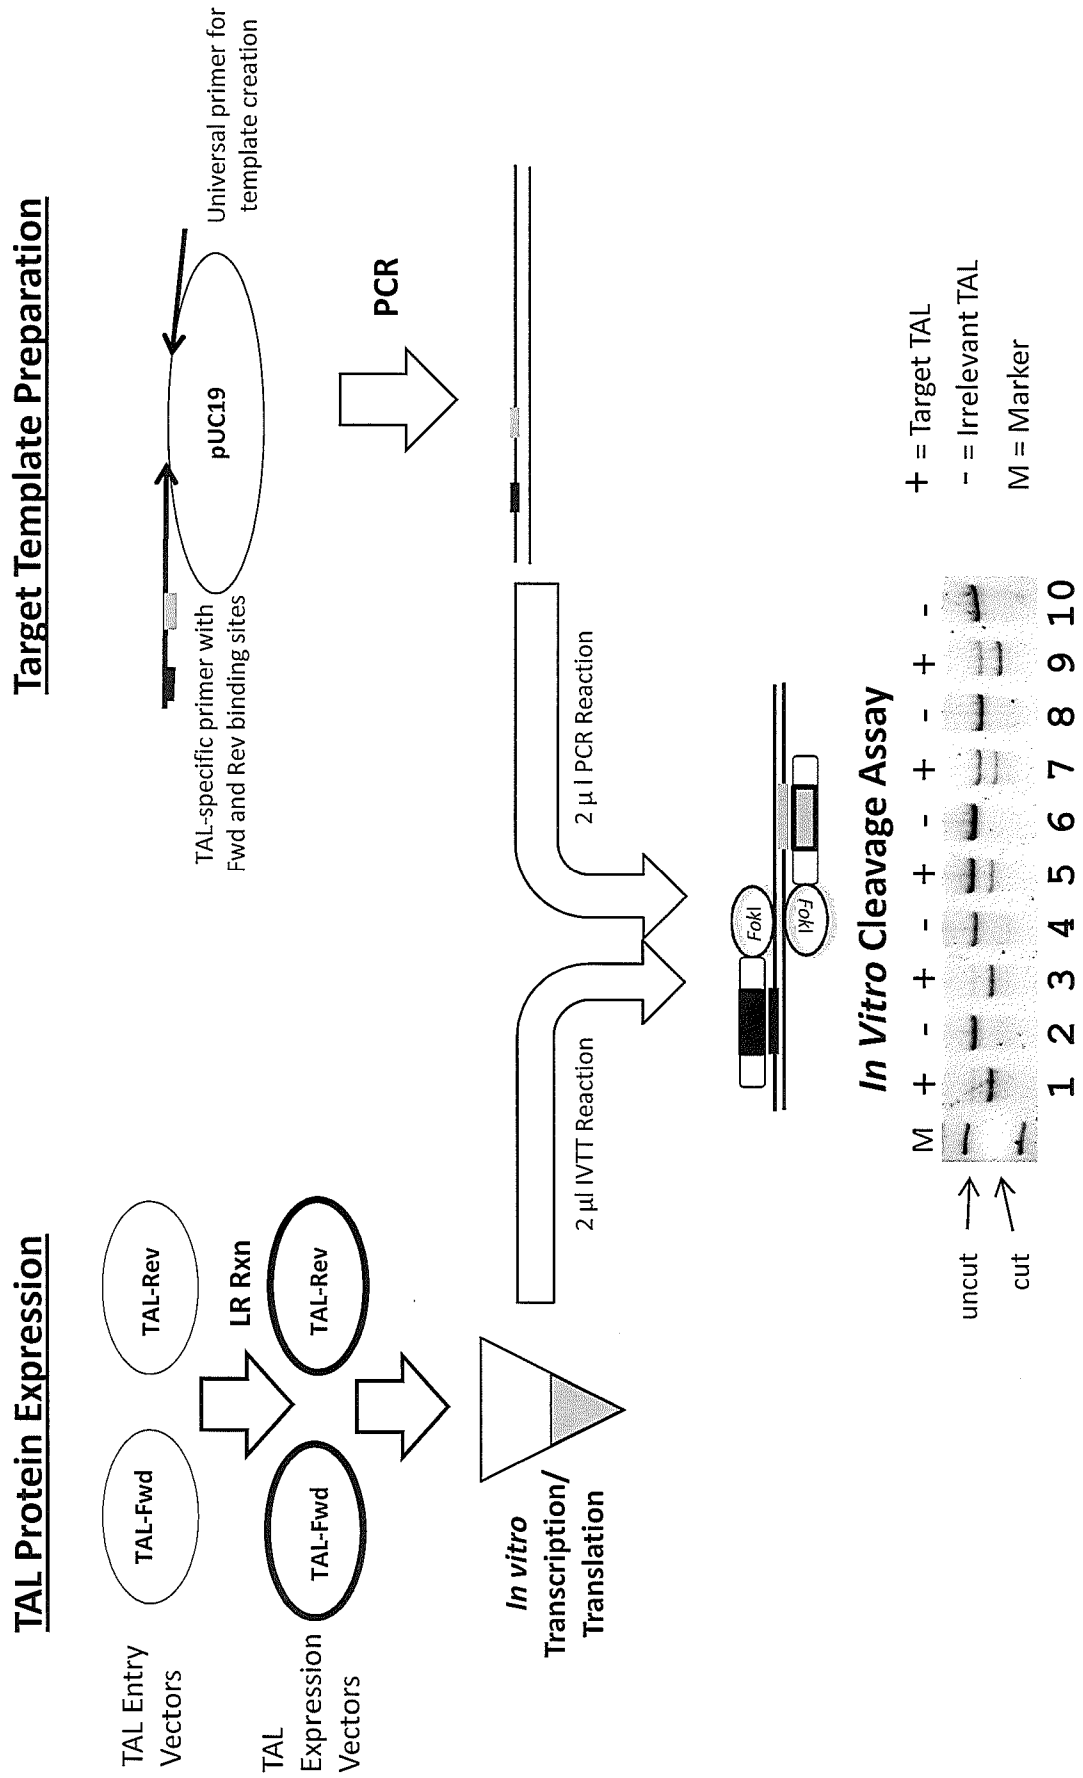 TAL Protein Expression
TAL Entry
Vectors
TAL-Fwd
TAL-Rev
LR Rxn
TAL
Expression
Vectors
TAL-Fwd
TAL-Rev
In vitro
Transcription/
Translation
2 µl IVTT Reaction
Target Template Preparation
TAL-specific primer with
Fwd and Rev binding sites
pUC19
Universal primer for
template creation
PCR
2 µ l PCR Reaction
FokI
FokI
In Vitro Cleavage Assay
M + - + - + - + - + -
uncut
cut
1 2 3 4 5 6 7 8 9 10
+ = Target TAL
- = Irrelevant TAL
M = Marker